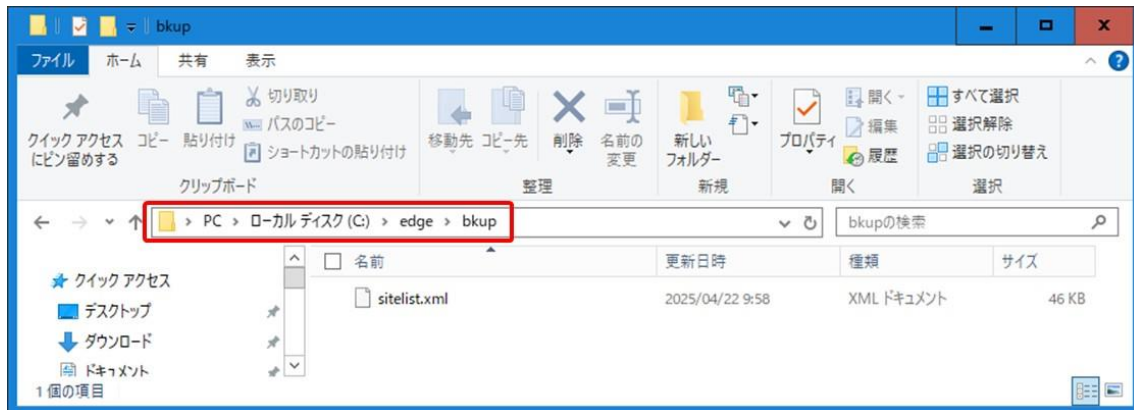 bkup
ファイル ホーム 共有 表示
クイック アクセス
にピン留めする
コピー
貼り付け
切り取り
パスのコピー
ショートカットの貼り付け
クリップボード
移動先
コピー先
削除
名前の
変更
整理
新しい
フォルダー
新規
プロパティ
開く
編集
履歴
開く
すべて選択
選択解除
選択の切り替え
選択
PC > ローカル ディスク (C:) > edge > bkup
bkupの検索
クイック アクセス
デスクトップ
ダウンロード
ドキュメント
名前 更新日時 種類 サイズ
sitelist.xml 2025/04/22 9:58 XML ドキュメント 46 KB
1 個の項目